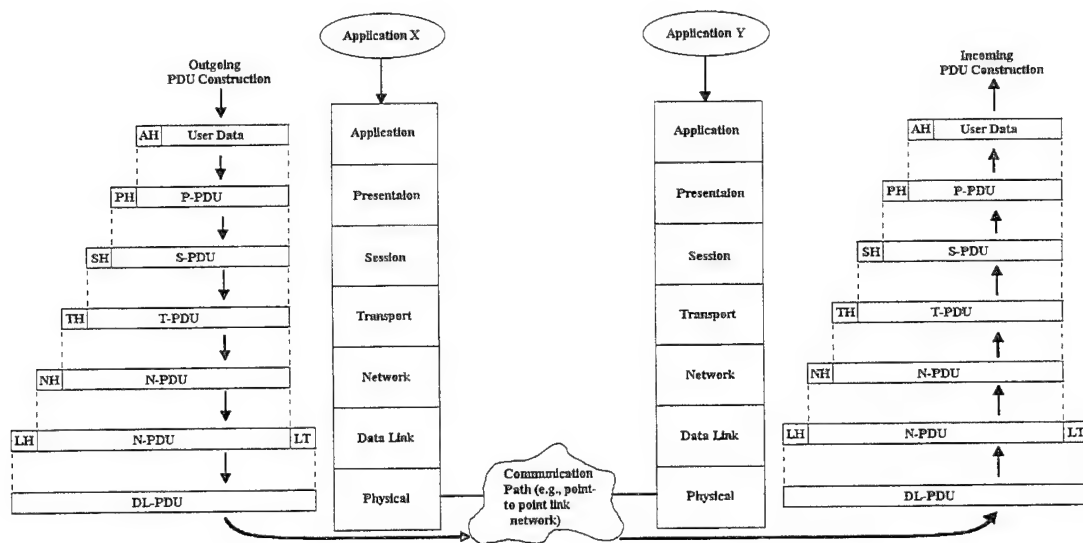 Application X
Application Y
Outgoing
PDU Construction
Incoming
PDU Construction
AH User Data
Application
Application
AH User Data
PH P-PDU
Presentaion
Presentaion
PH P-PDU
SH S-PDU
Session
Session
SH S-PDU
TH T-PDU
Transport
Transport
TH T-PDU
NH N-PDU
Network
Network
NH N-PDU
LH N-PDU LT
Data Link
Data Link
LH N-PDU LT
DL-PDU
Physical
Communication
Path (e.g., point-
to point link
network)
Physical
DL-PDU